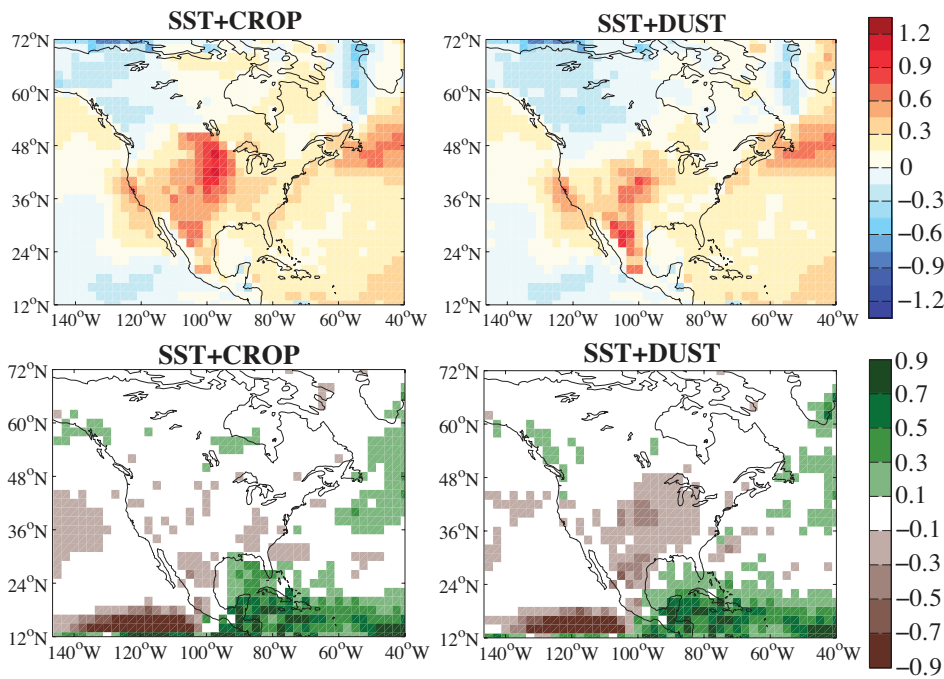 SST+CROP
SST+DUST
72°N
60°N
48°N
36°N
24°N
12°N
140°W
120°W
100°W
80°W
60°W
40°W
72°N
60°N
48°N
36°N
24°N
12°N
140°W
120°W
100°W
80°W
60°W
40°W
1.2
0.9
0.6
0.3
0
−0.3
−0.6
−0.9
−1.2
SST+CROP
SST+DUST
72°N
60°N
48°N
36°N
24°N
12°N
140°W
120°W
100°W
80°W
60°W
40°W
72°N
60°N
48°N
36°N
24°N
12°N
140°W
120°W
100°W
80°W
60°W
40°W
0.9
0.7
0.5
0.3
0.1
−0.1
−0.3
−0.5
−0.7
−0.9